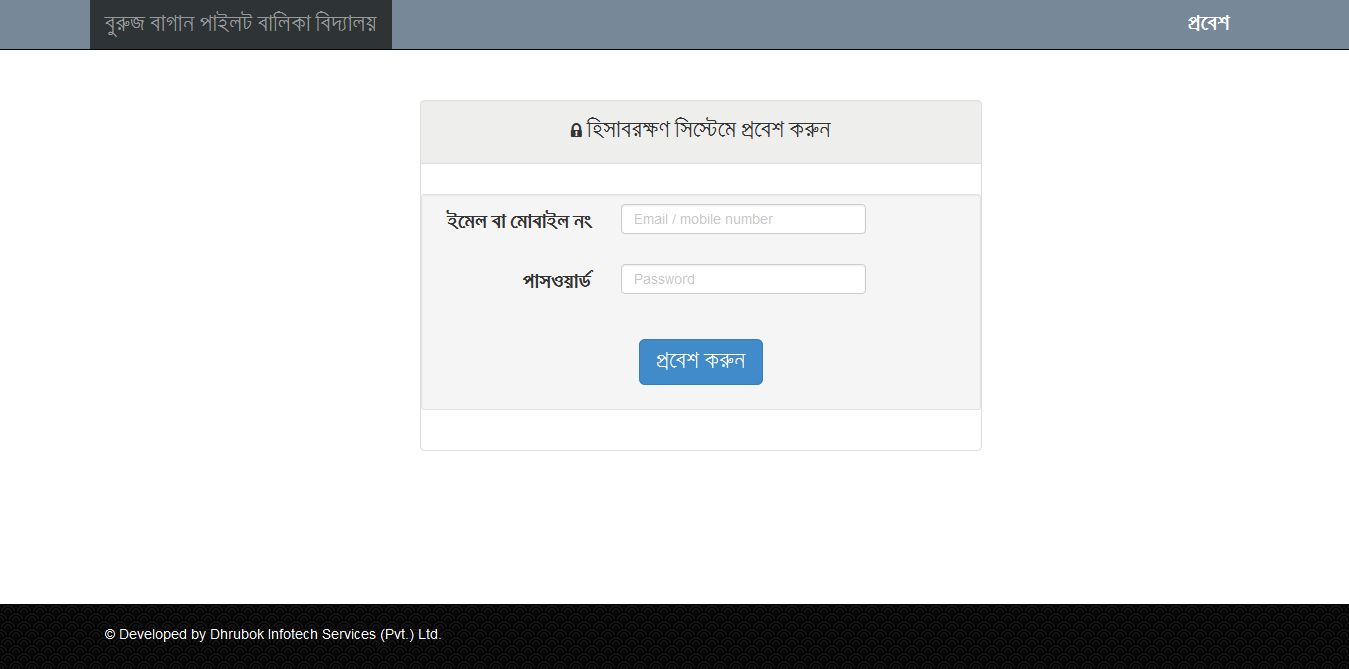 বুরুজ বাগান পাইলট বালিকা বিদ্যালয়
প্রবেশ
হিসাবরক্ষণ সিস্টেমে প্রবেশ করুন
ইমেল বা মোবাইল নং
Email / mobile number
পাসওয়ার্ড
Password
প্রবেশ করুন
© Developed by Dhrubok Infotech Services (Pvt.) Ltd.